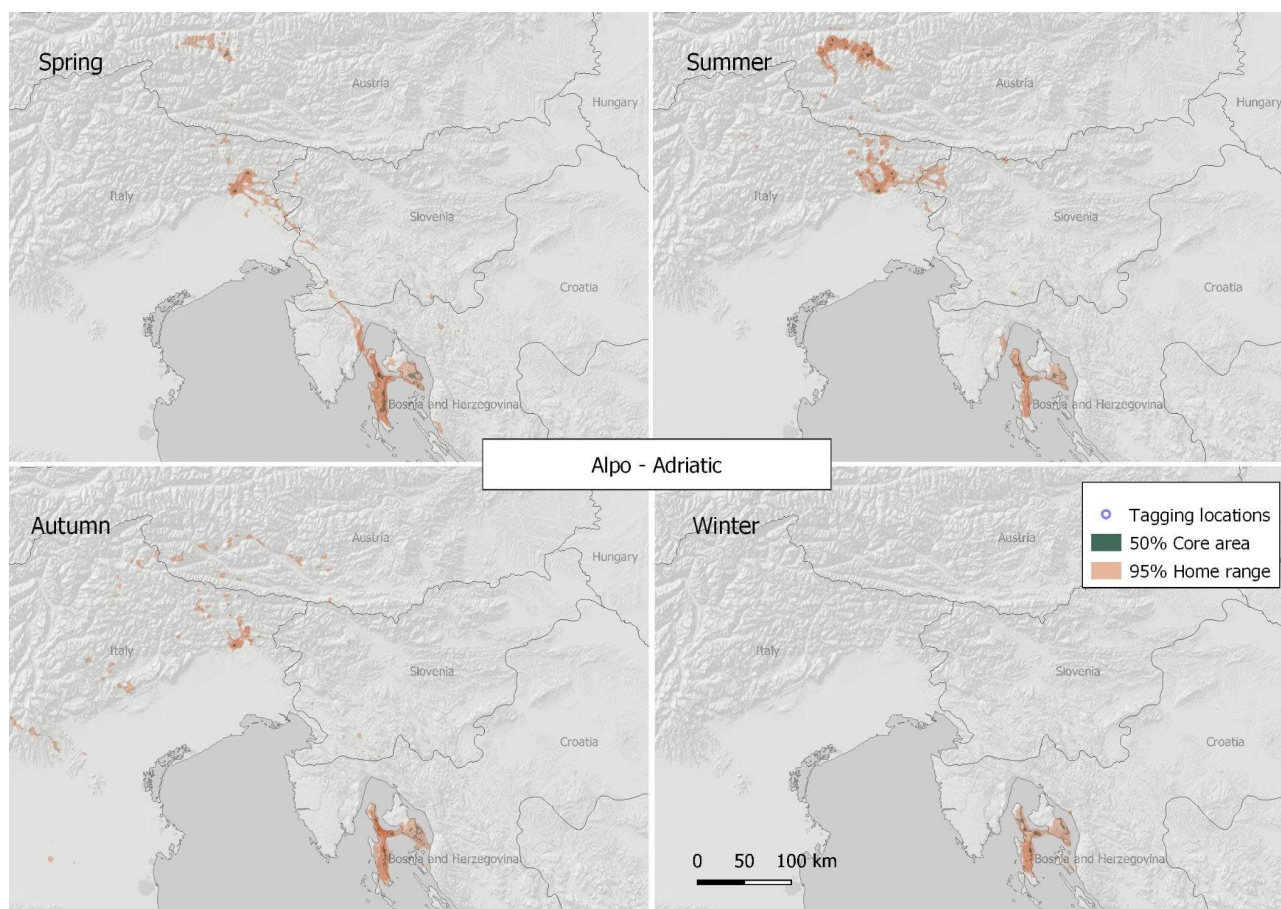 Spring
Austria
Hungary
Italy
Slovenia
Croatia
Bosnia and Herzegovina
Summer
Austria
Hungary
Italy
Slovenia
Croatia
Bosnia and Herzegovina
Alpo - Adriatic
Autumn
Austria
Hungary
Italy
Slovenia
Croatia
Bosnia and Herzegovina
Winter
Tagging locations
50% Core area
95% Home range
Austria
Italy
Slovenia
Croatia
Bosnia and Herzegovina
0 50 100 km